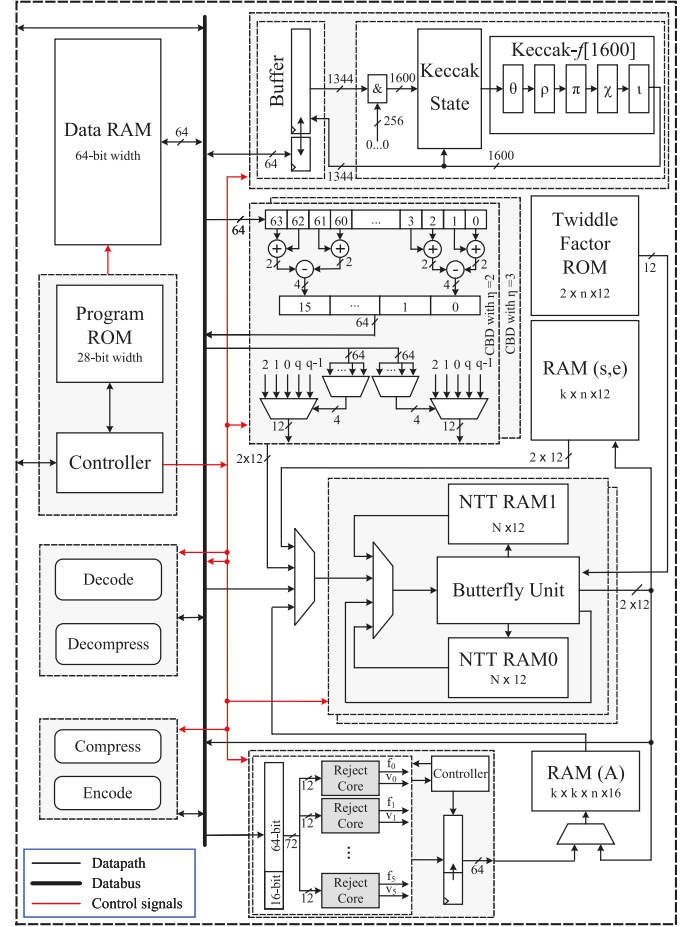 Data RAM
64-bit width
64
Program
ROM
28-bit width
Controller
Decode
Decompress
Compress
Encode
Datapath
Databus
Control signals
Buffer
64
1344
&
256
0...0
1600
Keccak
State
Keccak-f[1600]
θ
ρ
π
χ
ι
1344
1600
64
63 62 61 60 ... 3 2 1 0
+ + + +
2 2 2 2
- -
4 4
15 ... 1 0
64
CBD with η =2
CBD with η =3
64 64
2 1 0 q q-1
... ...
2 1 0 q q-1
4 4
12 12
2x12
Twiddle
Factor
ROM
2 x n x12
12
RAM (s,e)
k x n x12
2 x 12
NTT RAM1
N x12
Butterfly Unit
2 x12
NTT RAM0
N x 12
RAM (A)
k x k x n x16
64-bit
16-bit
72
12
Reject
Core
f0
v0
12
Reject
Core
f1
v1
...
12
Reject
Core
f5
v5
Controller
64